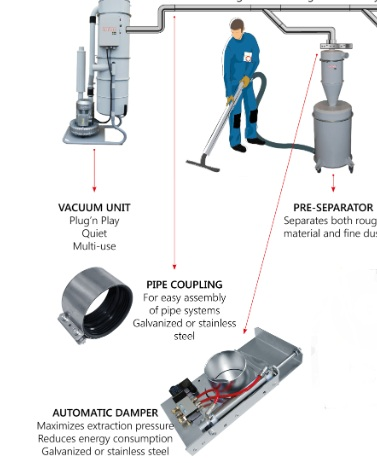 VACUUM UNIT
Plug'n Play
Quiet
Multi-use
PRE-SEPARATOR
Separates both roug
material and fine dus
PIPE COUPLING
For easy assembly
of pipe systems
Galvanized or stainless
steel
AUTOMATIC DAMPER
Maximizes extraction pressure
Reduces energy consumption
Galvanized or stainless steel